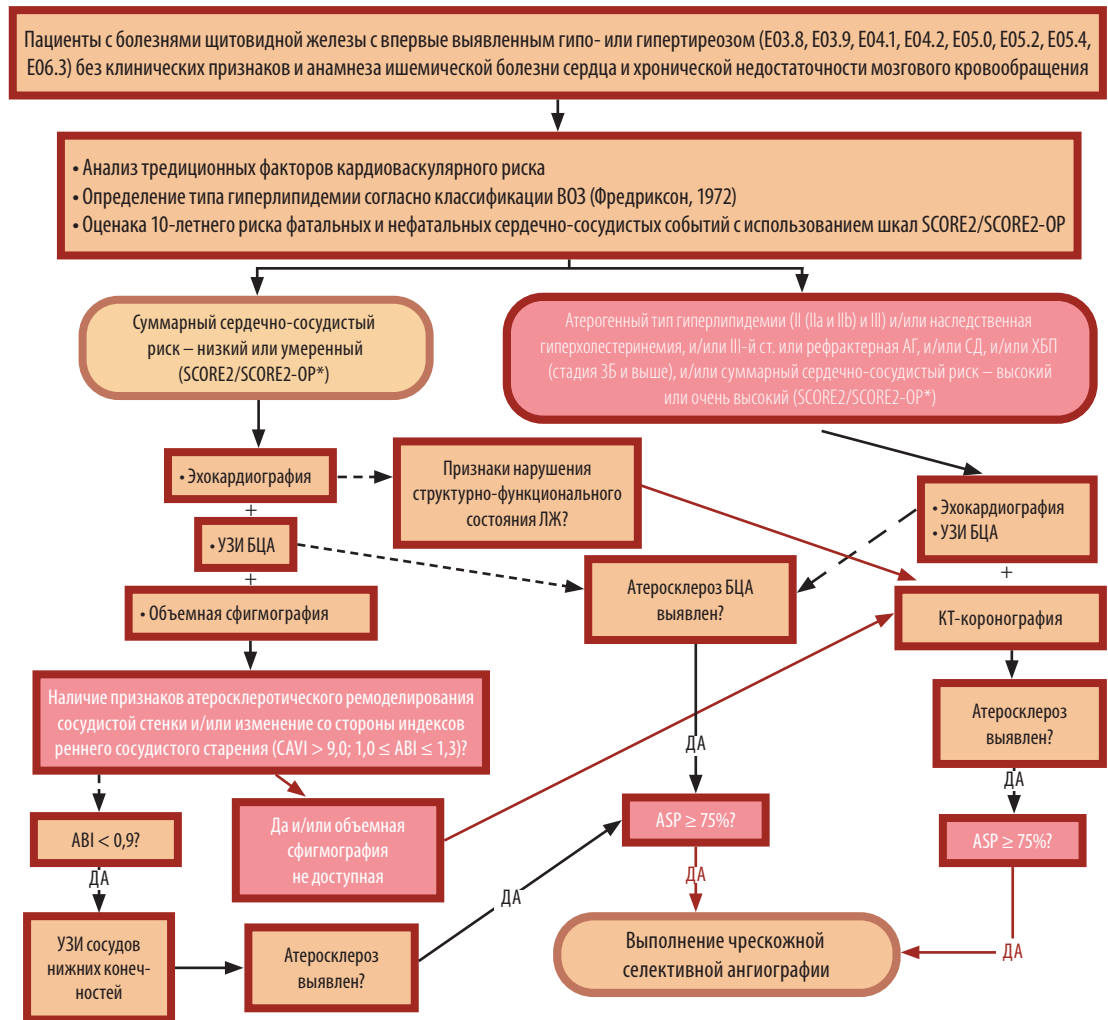 Пациенты с болезнями щитовидной железы с впервые выявленным гипо- или гипертиреозом (E03.8, E03.9, E04.1, E04.2, E05.0, E05.2, E05.4,
E06.3) без клинических признаков и анамнеза ишемической болезни сердца и хронической недостаточности мозгового кровообращения
• Анализ традиционных факторов кардиоваскулярного риска
• Определение типа гиперлипидемии согласно классификации ВОЗ (Фредриксон, 1972)
• Оценака 10-летнего риска фатальных и нефатальных сердечно-сосудистых событий с использованием шкал SCORE2/SCORE2-OP
Суммарный сердечно-сосудистый
риск – низкий или умеренный
(SCORE2/SCORE2-OP*)
Атерогенный тип гиперлипидемии (II (IIa и IIb) и III) и/или наследственная
гиперхолестеринемия, и/или III-й ст. или рефрактерная АГ, и/или СД, и/или ХБП
(стадия 3Б и выше), и/или суммарный сердечно-сосудистый риск – высокий
или очень высокий (SCORE2/SCORE2-OP*)
• Эхокардиография
+
• УЗИ БЦА
+
• Объемная сфигмография
Признаки нарушения
структурно-функционального
состояния ЛЖ?
• Эхокардиография
• УЗИ БЦА
+
КТ-коронография
Атеросклероз БЦА
выявлен?
Наличие признаков атеросклеротического ремоделирования
сосудистой стенки и/или изменение со стороны индексов
реннего сосудистого старения (CAVI > 9,0; 1,0 ≤ ABI ≤ 1,3)?
Атеросклероз
выявлен?
ДА
ДА
ABI < 0,9?
Да и/или объемная
сфигмография
не доступная
ASP ≥ 75%?
ASP ≥ 75%?
ДА
ДА
ДА
УЗИ сосудов
нижних конеч-
ностей
Атеросклероз
выявлен?
Выполнение чрескожной
селективной ангиографии
ДА